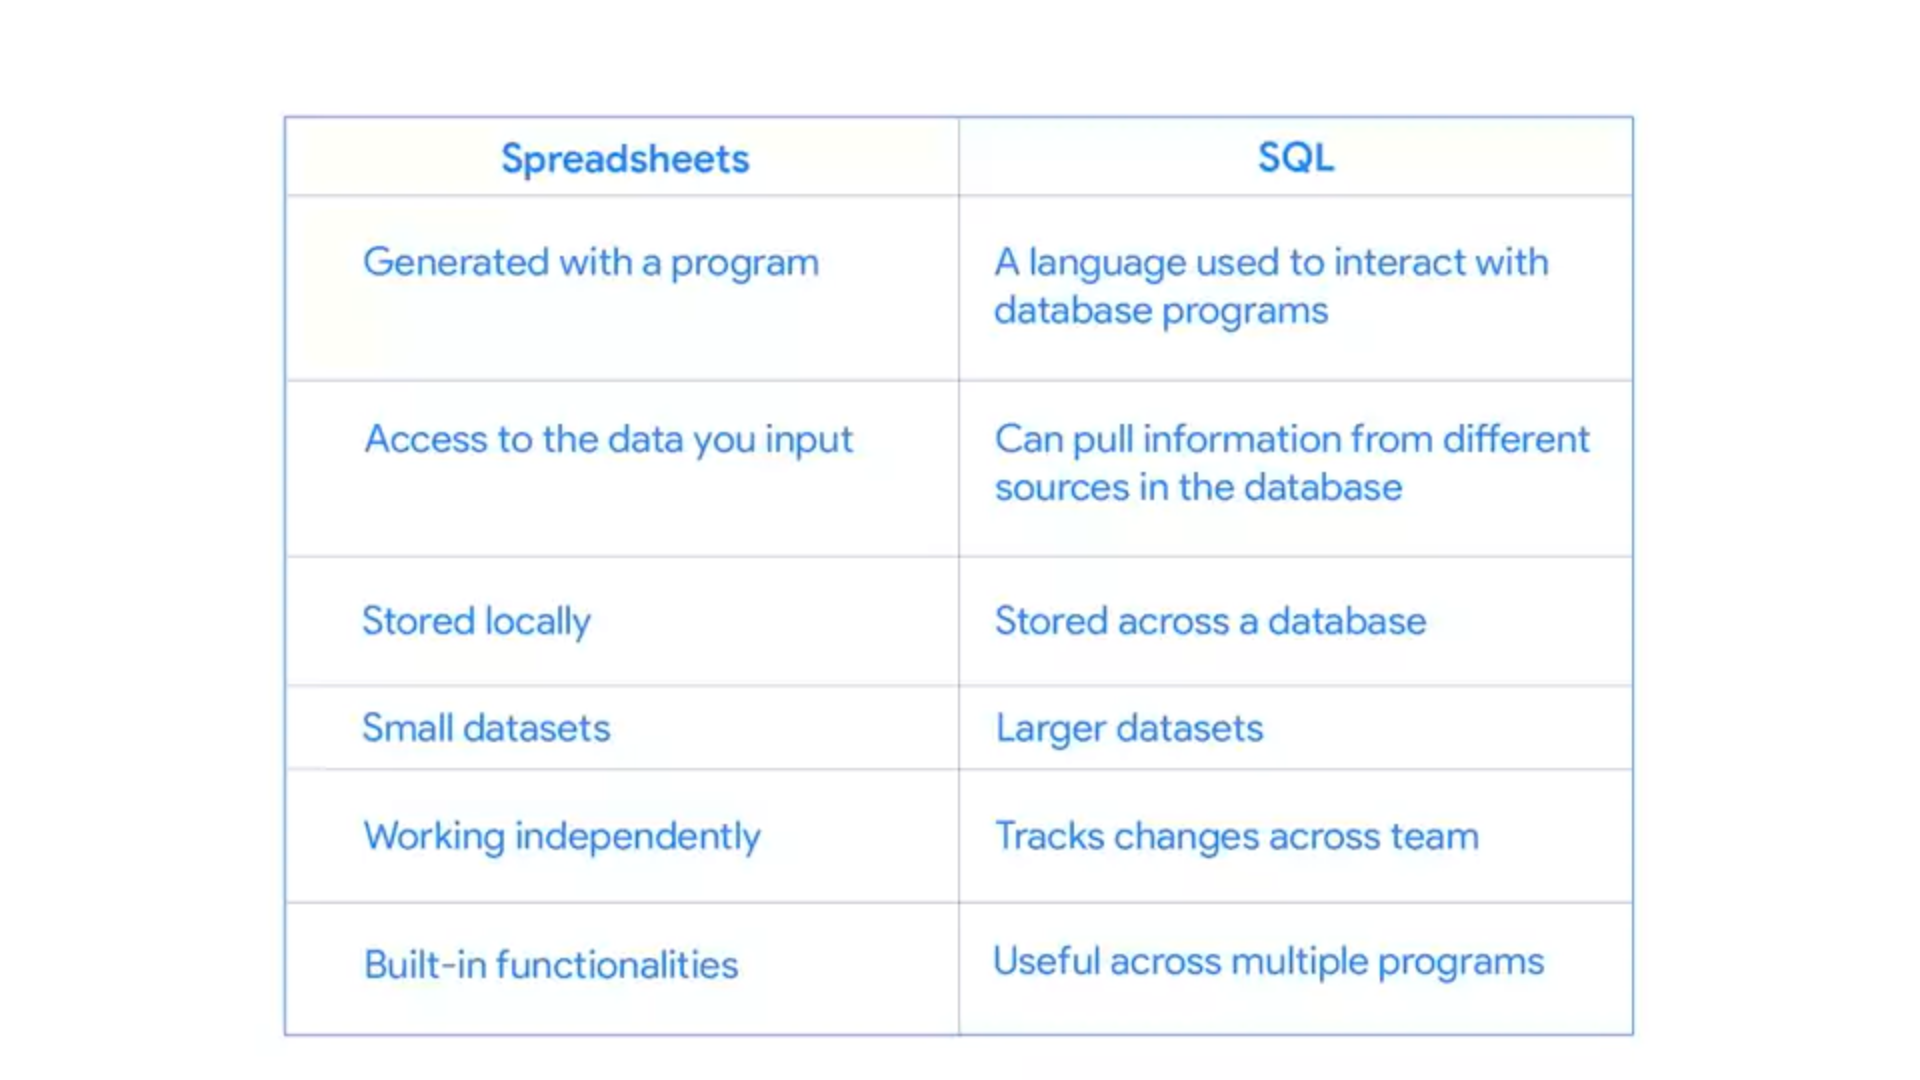 Spreadsheets
SQL
Generated with a program
A language used to interact with
database programs
Access to the data you input
Can pull information from different
sources in the database
Stored locally
Stored across a database
Small datasets
Larger datasets
Working independently
Tracks changes across team
Built-in functionalities
Useful across multiple programs